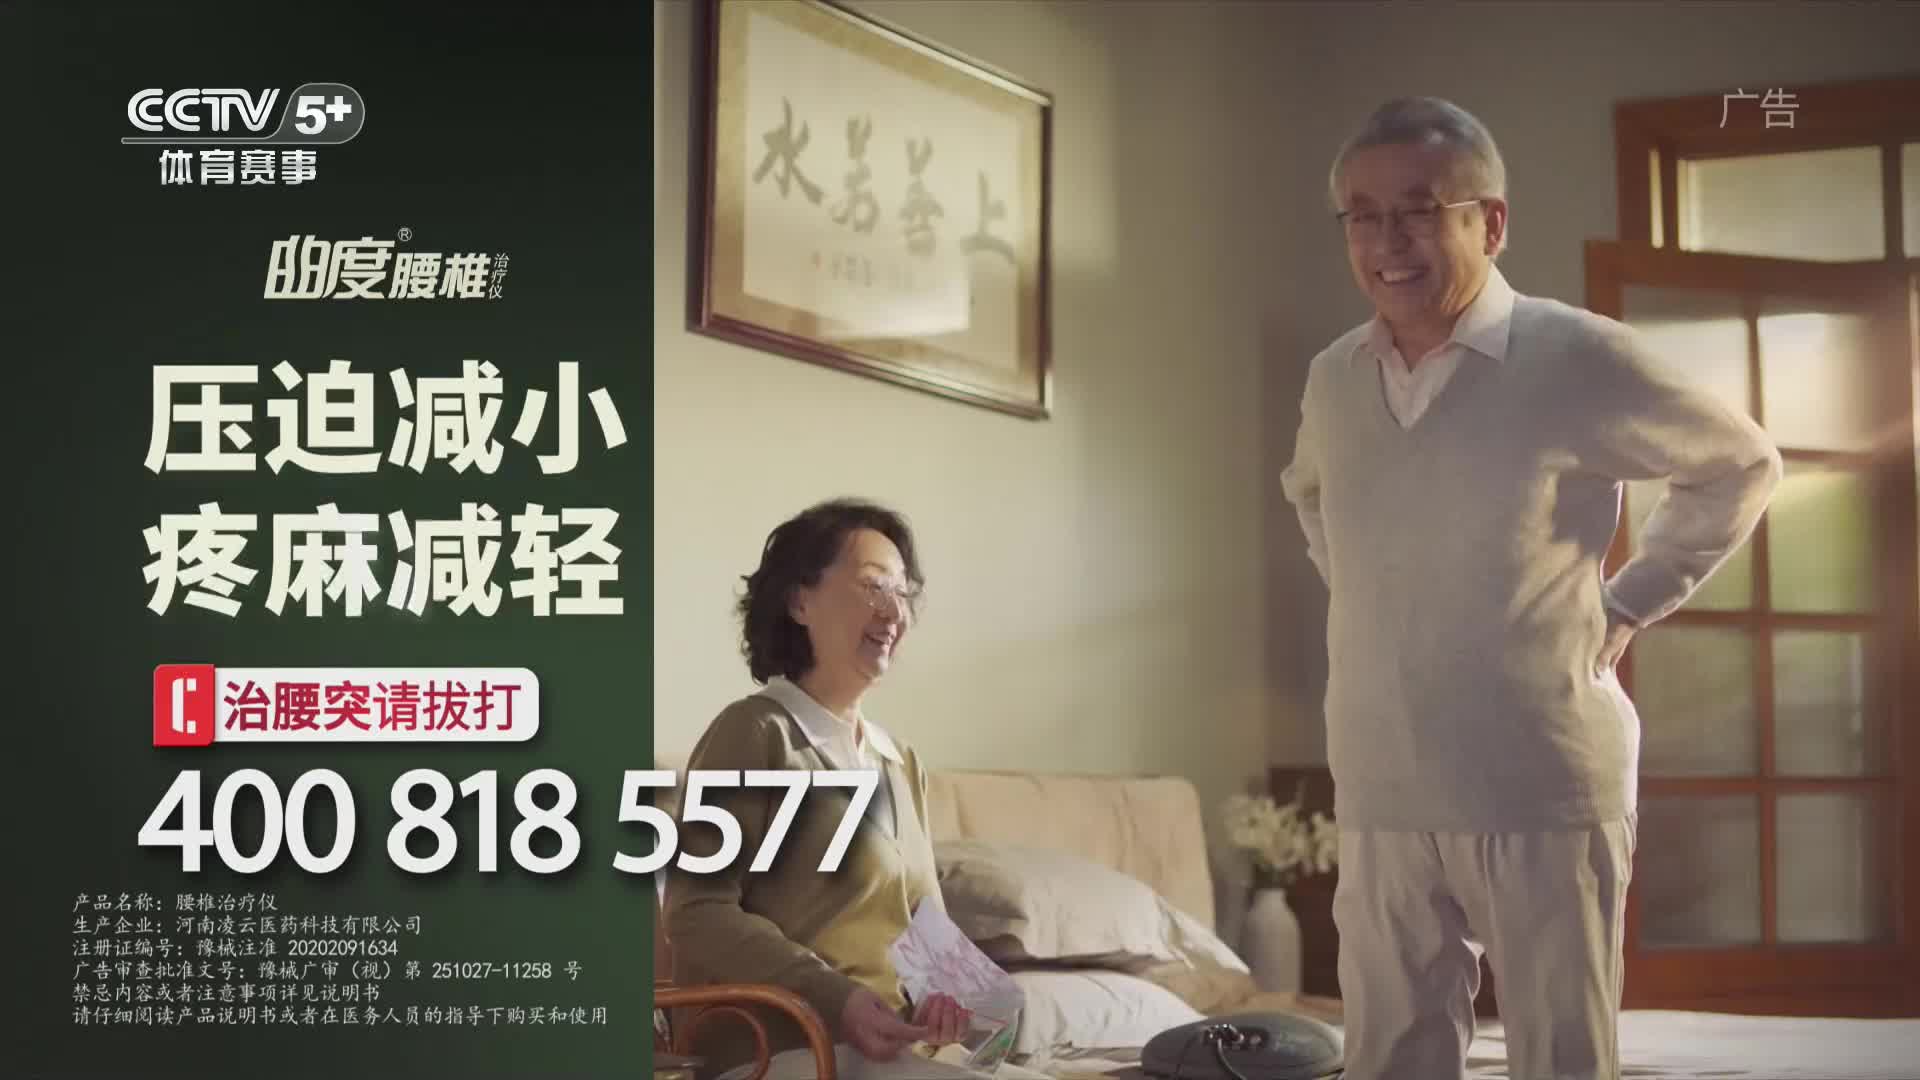 CCTV 5+
体育赛事
广告
上善若水
曲度®腰椎治疗仪
压迫减小
疼麻减轻
治腰突请拔打
400 818 5577
产品名称：腰椎治疗仪
生产企业：河南凌云医药科技有限公司
注册证编号：豫械注准 20202091634
广告审查批准文号：豫械广审（视）第 251027-11258 号
禁忌内容或者注意事项详见说明书
请仔细阅读产品说明书或者在医务人员的指导下购买和使用